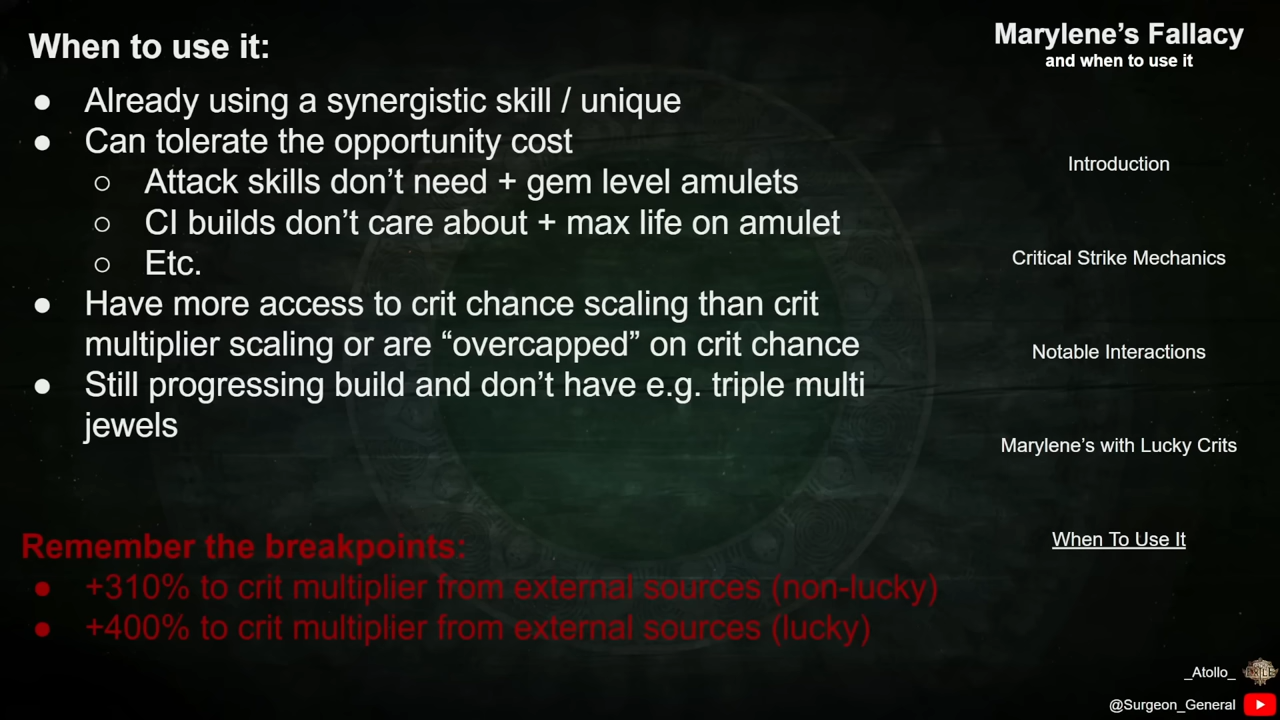 When to use it:
● Already using a synergistic skill / unique
● Can tolerate the opportunity cost
○ Attack skills don’t need + gem level amulets
○ CI builds don’t care about + max life on amulet
○ Etc.
● Have more access to crit chance scaling than crit
multiplier scaling or are “overcapped” on crit chance
● Still progressing build and don’t have e.g. triple multi
jewels
Remember the breakpoints:
● +310% to crit multiplier from external sources (non-lucky)
● +400% to crit multiplier from external sources (lucky)
Marylene’s Fallacy
and when to use it
Introduction
Critical Strike Mechanics
Notable Interactions
Marylene’s with Lucky Crits
When To Use It
_Atollo_
@Surgeon_General